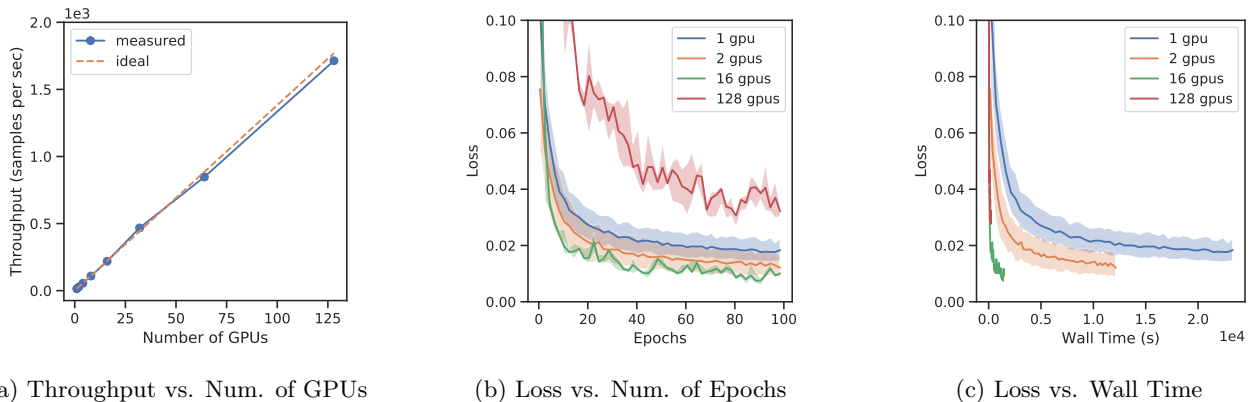 1e3
2.0
1.5
1.0
0.5
0.0
Throughput (samples per sec)
measured
ideal
0 25 50 75 100 125
Number of GPUs
a) Throughput vs. Num. of GPUs
0.10
0.08
0.06
0.04
0.02
0.00
Loss
1 gpu
2 gpus
16 gpus
128 gpus
0 20 40 60 80 100
Epochs
(b) Loss vs. Num. of Epochs
0.10
0.08
0.06
0.04
0.02
0.00
Loss
1 gpu
2 gpus
16 gpus
128 gpus
0.0 0.5 1.0 1.5 2.0
1e4
Wall Time (s)
(c) Loss vs. Wall Time